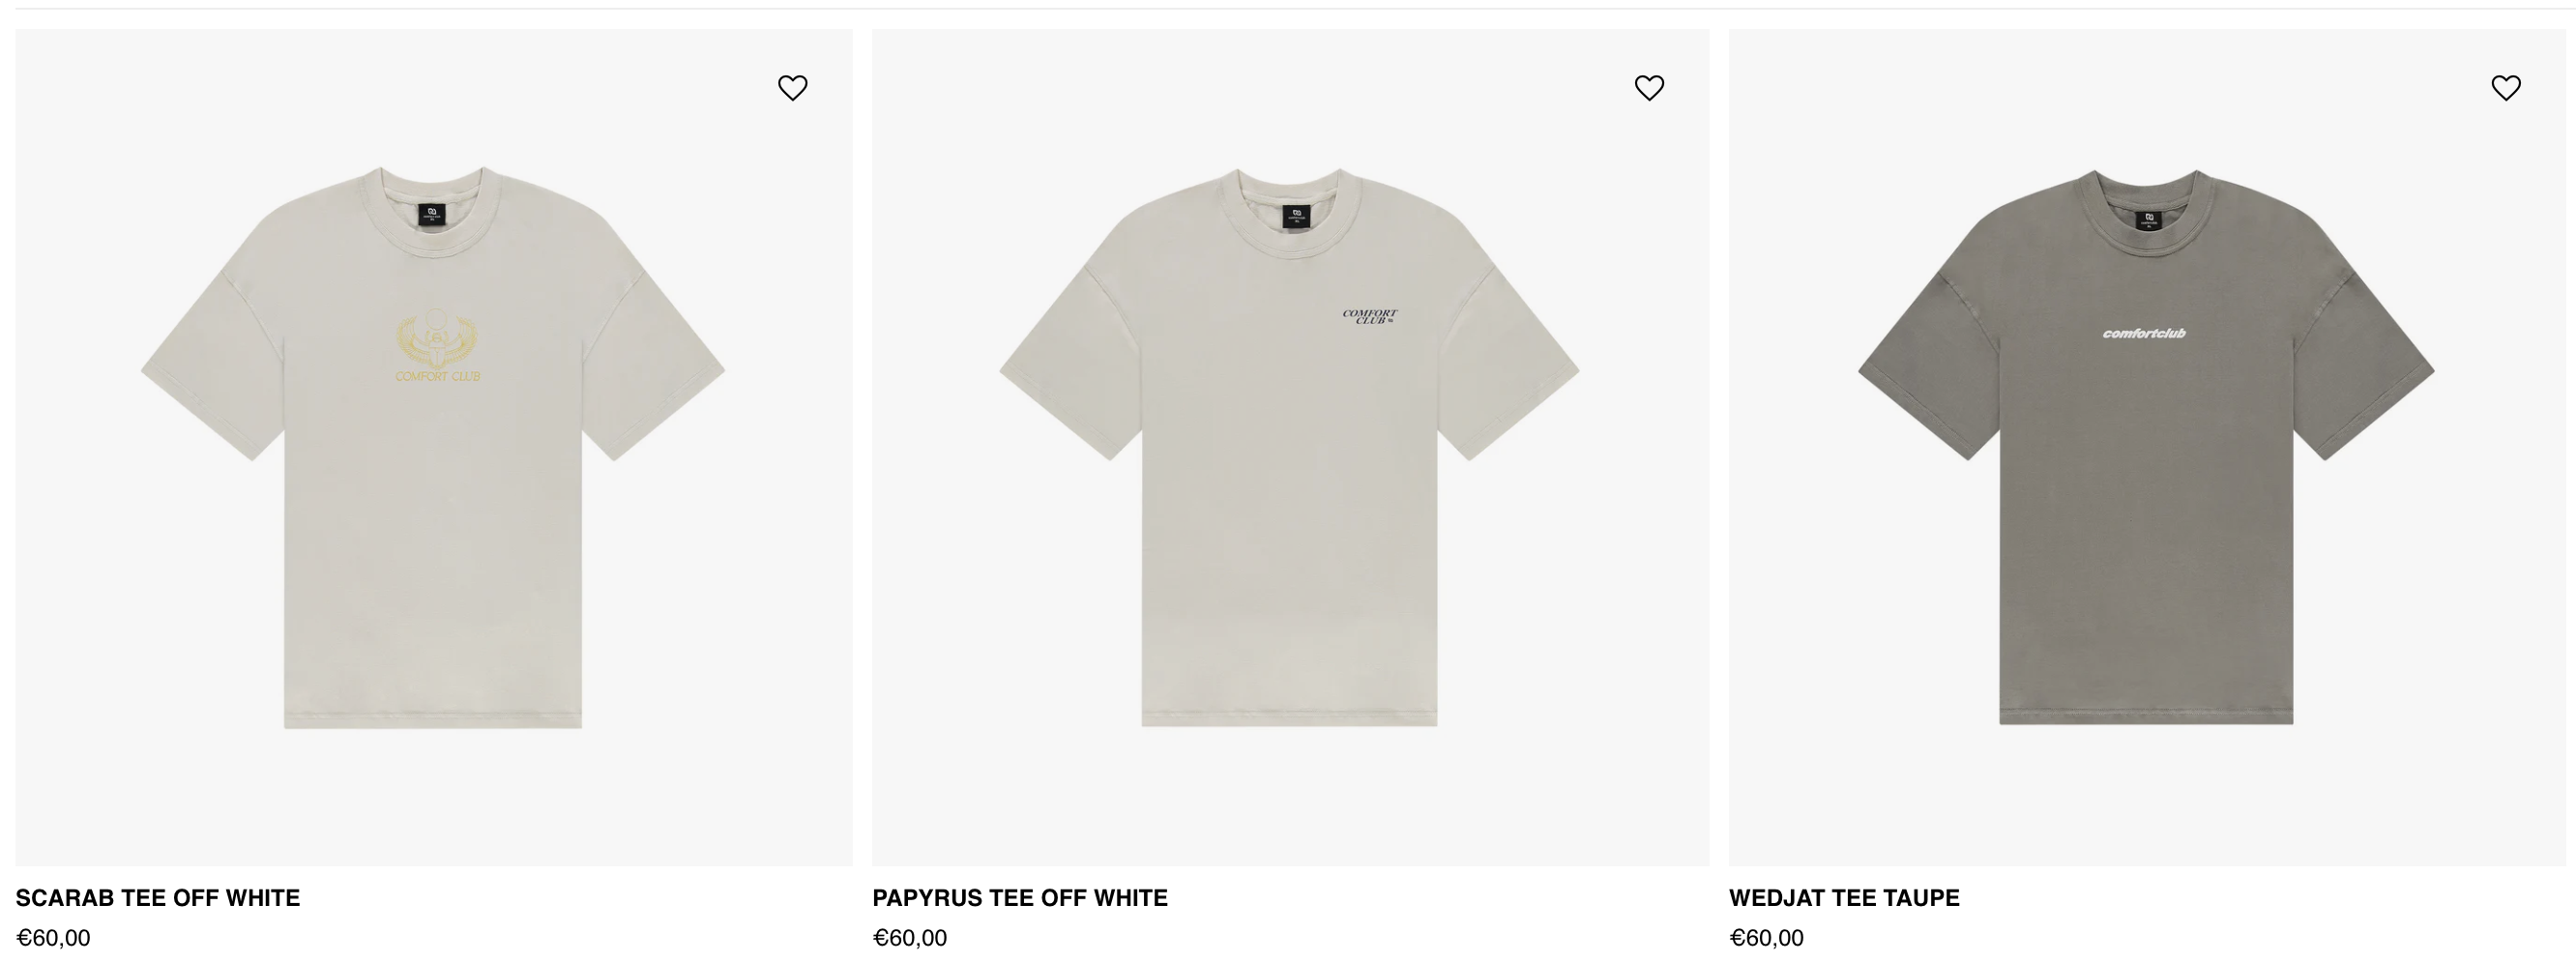 COMFORT CLUB
COMFORT
CLUB
comfortclub
SCARAB TEE OFF WHITE
PAPYRUS TEE OFF WHITE
WEDJAT TEE TAUPE
€60,00
€60,00
€60,00